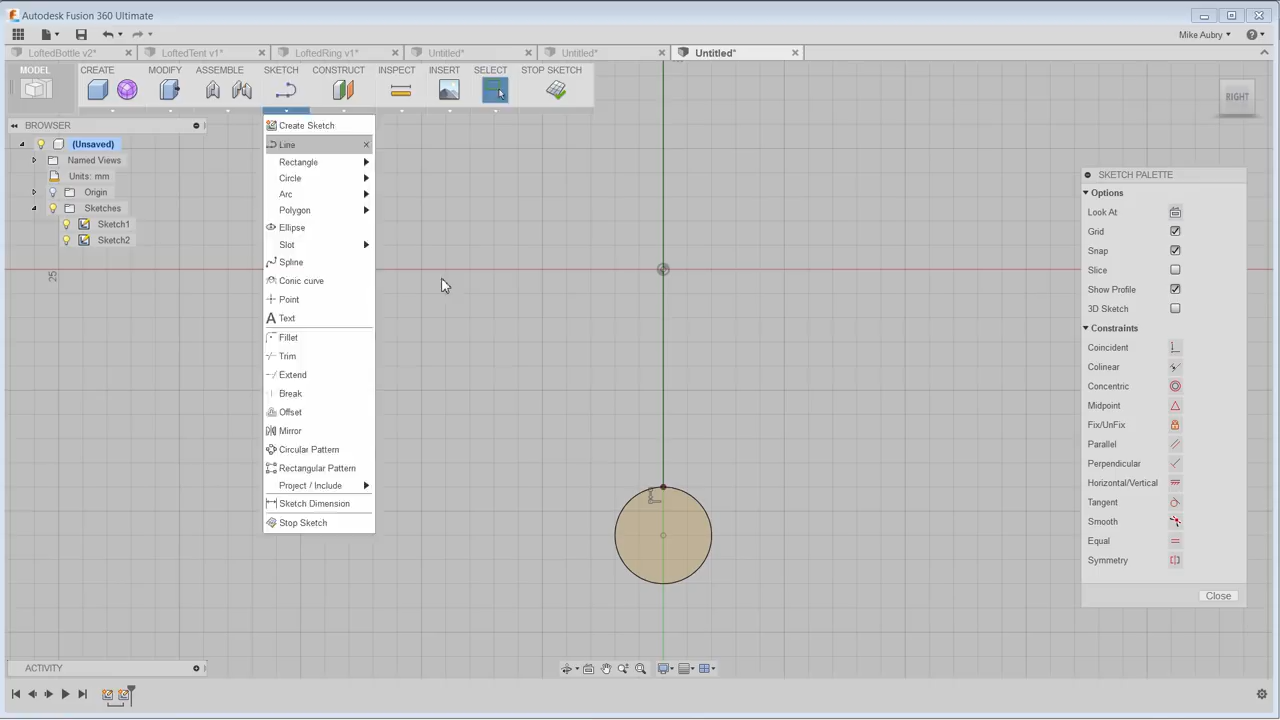 Autodesk Fusion 360 Ultimate
Mike Aubry
LoftedBottle v2*
LoftedTent v1*
LoftedRing v1*
Untitled*
Untitled*
Untitled*
MODEL
CREATE
MODIFY
ASSEMBLE
SKETCH
CONSTRUCT
INSPECT
INSERT
SELECT
STOP SKETCH
RIGHT
BROWSER
(Unsaved)
Named Views
Units: mm
Origin
Sketches
Sketch1
Sketch2
25
Create Sketch
Line
Rectangle
Circle
Arc
Polygon
Ellipse
Slot
Spline
Conic curve
Point
Text
Fillet
Trim
Extend
Break
Offset
Mirror
Circular Pattern
Rectangular Pattern
Project / Include
Sketch Dimension
Stop Sketch
SKETCH PALETTE
Options
Look At
Grid
Snap
Slice
Show Profile
3D Sketch
Constraints
Coincident
Colinear
Concentric
Midpoint
Fix/UnFix
Parallel
Perpendicular
Horizontal/Vertical
Tangent
Smooth
Equal
Symmetry
Close
ACTIVITY